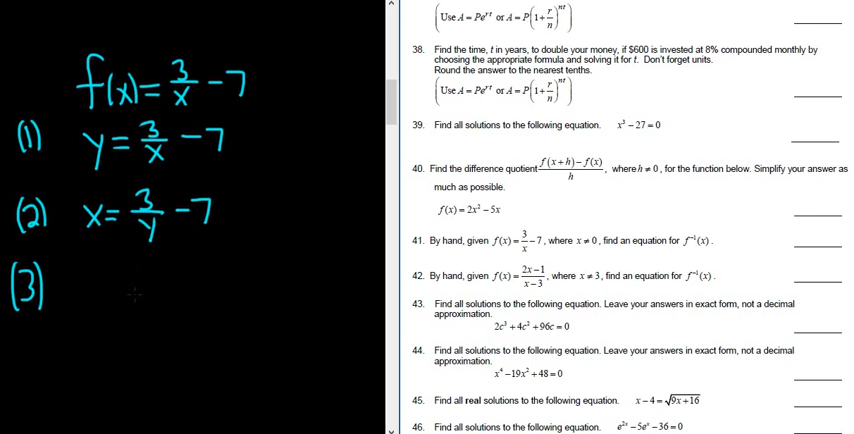 f(x) = 3/x - 7
(1) y = 3/x - 7
(2) x = 3/y - 7
(3)
(Use A = Pe^(rt) or A = P(1 + r/n)^(nt))
38. Find the time, t in years, to double your money, if $600 is invested at 8% compounded monthly by
choosing the appropriate formula and solving it for t. Don't forget units.
Round the answer to the nearest tenths.
(Use A = Pe^(rt) or A = P(1 + r/n)^(nt))
39. Find all solutions to the following equation. x³ − 27 = 0
40. Find the difference quotient (f(x+h) − f(x))/h, where h ≠ 0, for the function below. Simplify your answer as
much as possible.
f(x) = 2x² − 5x
41. By hand, given f(x) = 3/x − 7, where x ≠ 0, find an equation for f⁻¹(x).
42. By hand, given f(x) = (2x−1)/(x−3), where x ≠ 3, find an equation for f⁻¹(x).
43. Find all solutions to the following equation. Leave your answers in exact form, not a decimal
approximation.
2c³ + 4c² + 96c = 0
44. Find all solutions to the following equation. Leave your answers in exact form, not a decimal
approximation.
x⁴ − 19x² + 48 = 0
45. Find all real solutions to the following equation. x − 4 = √(9x + 16)
46. Find all solutions to the following equation. e^(2x) − 5e^x − 36 = 0